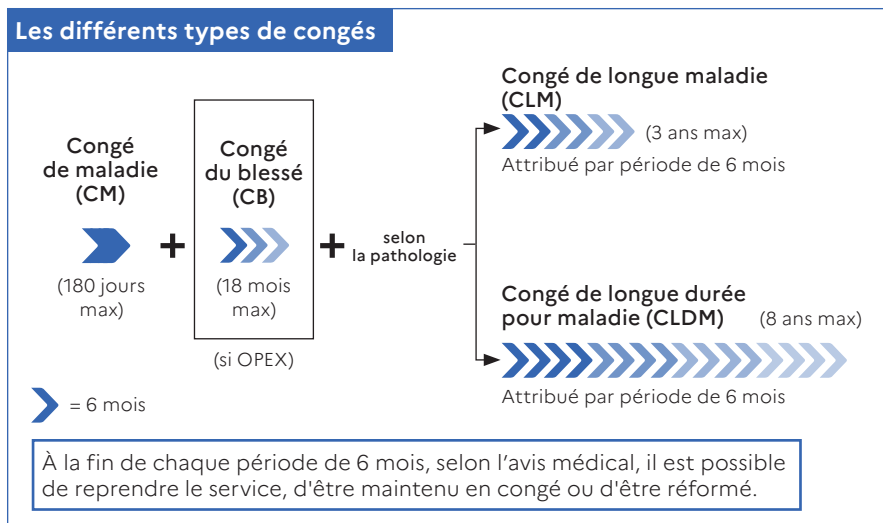 Les différents types de congés
Congé
de maladie
(CM)
(180 jours
max)
+
Congé
du blessé
(CB)
(18 mois
max)
(si OPEX)
+
selon
la pathologie
Congé de longue maladie
(CLM)
(3 ans max)
Attribué par période de 6 mois
Congé de longue durée
pour maladie (CLDM) (8 ans max)
Attribué par période de 6 mois
= 6 mois
À la fin de chaque période de 6 mois, selon l’avis médical, il est possible
de reprendre le service, d'être maintenu en congé ou d'être réformé.